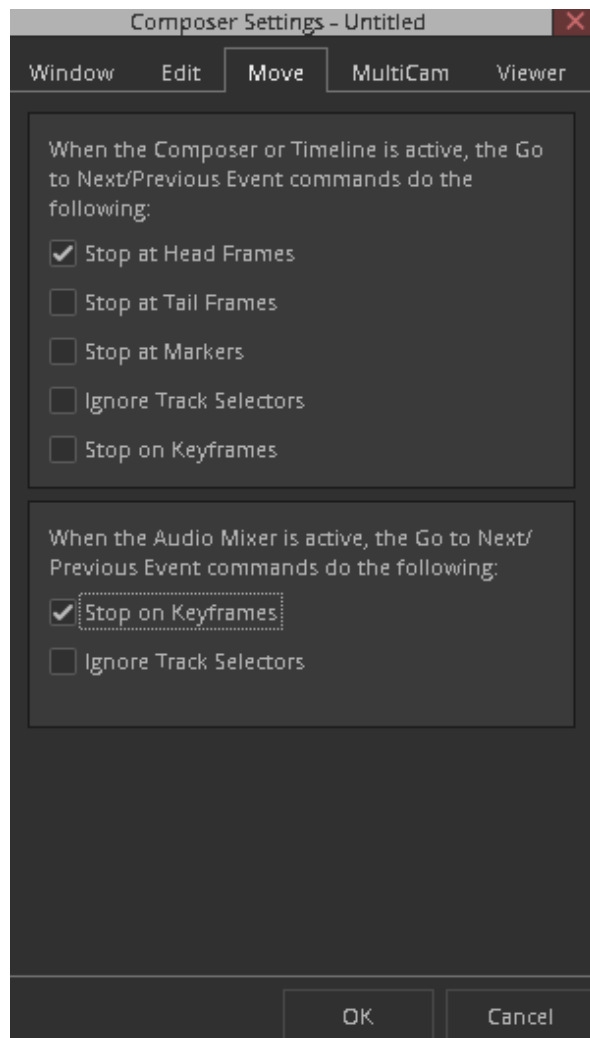 Composer Settings - Untitled
Window Edit Move MultiCam Viewer
When the Composer or Timeline is active, the Go
to Next/Previous Event commands do the
following:
Stop at Head Frames
Stop at Tail Frames
Stop at Markers
Ignore Track Selectors
Stop on Keyframes
When the Audio Mixer is active, the Go to Next/
Previous Event commands do the following:
Stop on Keyframes
Ignore Track Selectors
OK Cancel